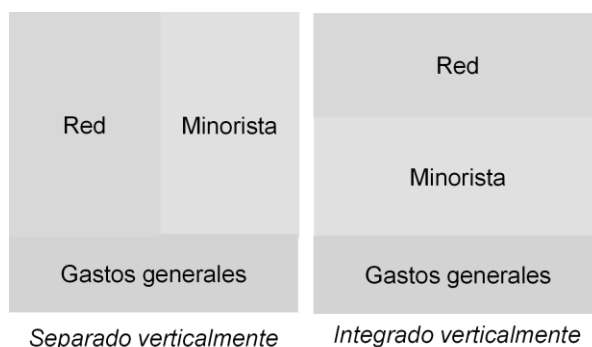 Red
Minorista
Gastos generales
Separado verticalmente
Red
Minorista
Gastos generales
Integrado verticalmente